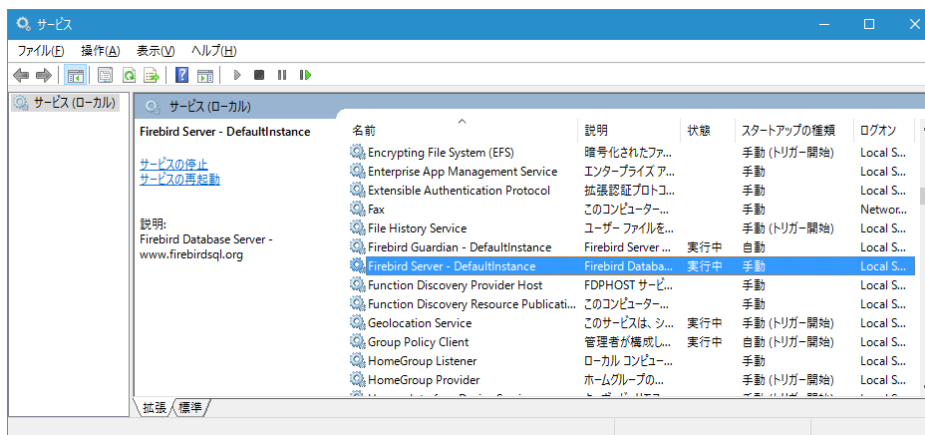 サービス
ファイル(F) 操作(A) 表示(V) ヘルプ(H)
サービス (ローカル)
サービス (ローカル)
Firebird Server - DefaultInstance
サービスの停止
サービスの再起動
説明:
Firebird Database Server -
www.firebirdsql.org
名前 説明 状態 スタートアップの種類 ログオン
Encrypting File System (EFS) 暗号化されたファ... 手動 (トリガー開始) Local S...
Enterprise App Management Service エンタープライズ ア... 手動 Local S...
Extensible Authentication Protocol 拡張認証プロトコ... 手動 Local S...
Fax このコンピューター... 手動 Networ...
File History Service ユーザー ファイルを... 手動 (トリガー開始) Local S...
Firebird Guardian - DefaultInstance Firebird Server ... 実行中 自動 Local S...
Firebird Server - DefaultInstance Firebird Databa... 実行中 手動 Local S...
Function Discovery Provider Host FDPHOST サービ... 手動 Local S...
Function Discovery Resource Publicati... このコンピューター... 手動 Local S...
Geolocation Service このサービスは、シ... 実行中 手動 (トリガー開始) Local S...
Group Policy Client 管理者が構成し... 実行中 自動 (トリガー開始) Local S...
HomeGroup Listener ローカル コンピュー... 手動 Local S...
HomeGroup Provider ホームグループの... 手動 (トリガー開始) Local S...
拡張 標準